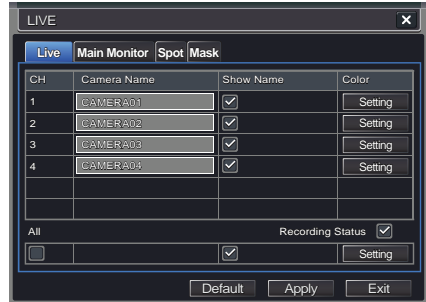 LIVE
Live Main Monitor Spot Mask
CH Camera Name Show Name Color
1 CAMERA01 Setting
2 CAMERA02 Setting
3 CAMERA03 Setting
4 CAMERA04 Setting
All Recording Status
Setting
Default Apply Exit